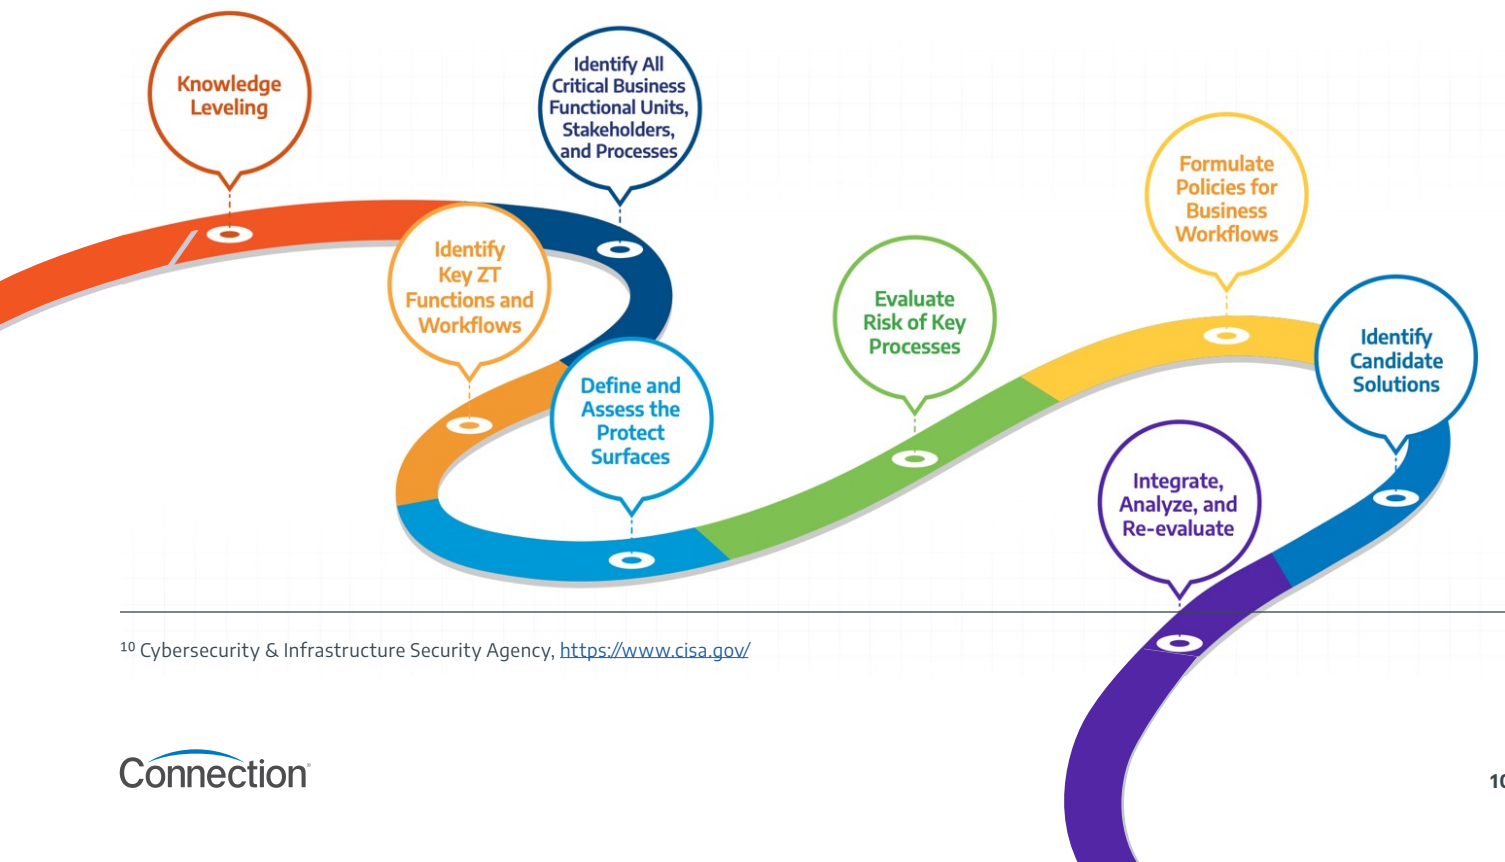 Knowledge
Leveling
Identify All
Critical Business
Functional Units,
Stakeholders,
and Processes
Identify
Key ZT
Functions and
Workflows
Define and
Assess the
Protect
Surfaces
Evaluate
Risk of Key
Processes
Formulate
Policies for
Business
Workflows
Identify
Candidate
Solutions
Integrate,
Analyze, and
Re-evaluate
10 Cybersecurity & Infrastructure Security Agency, https://www.cisa.gov/
Connection
10